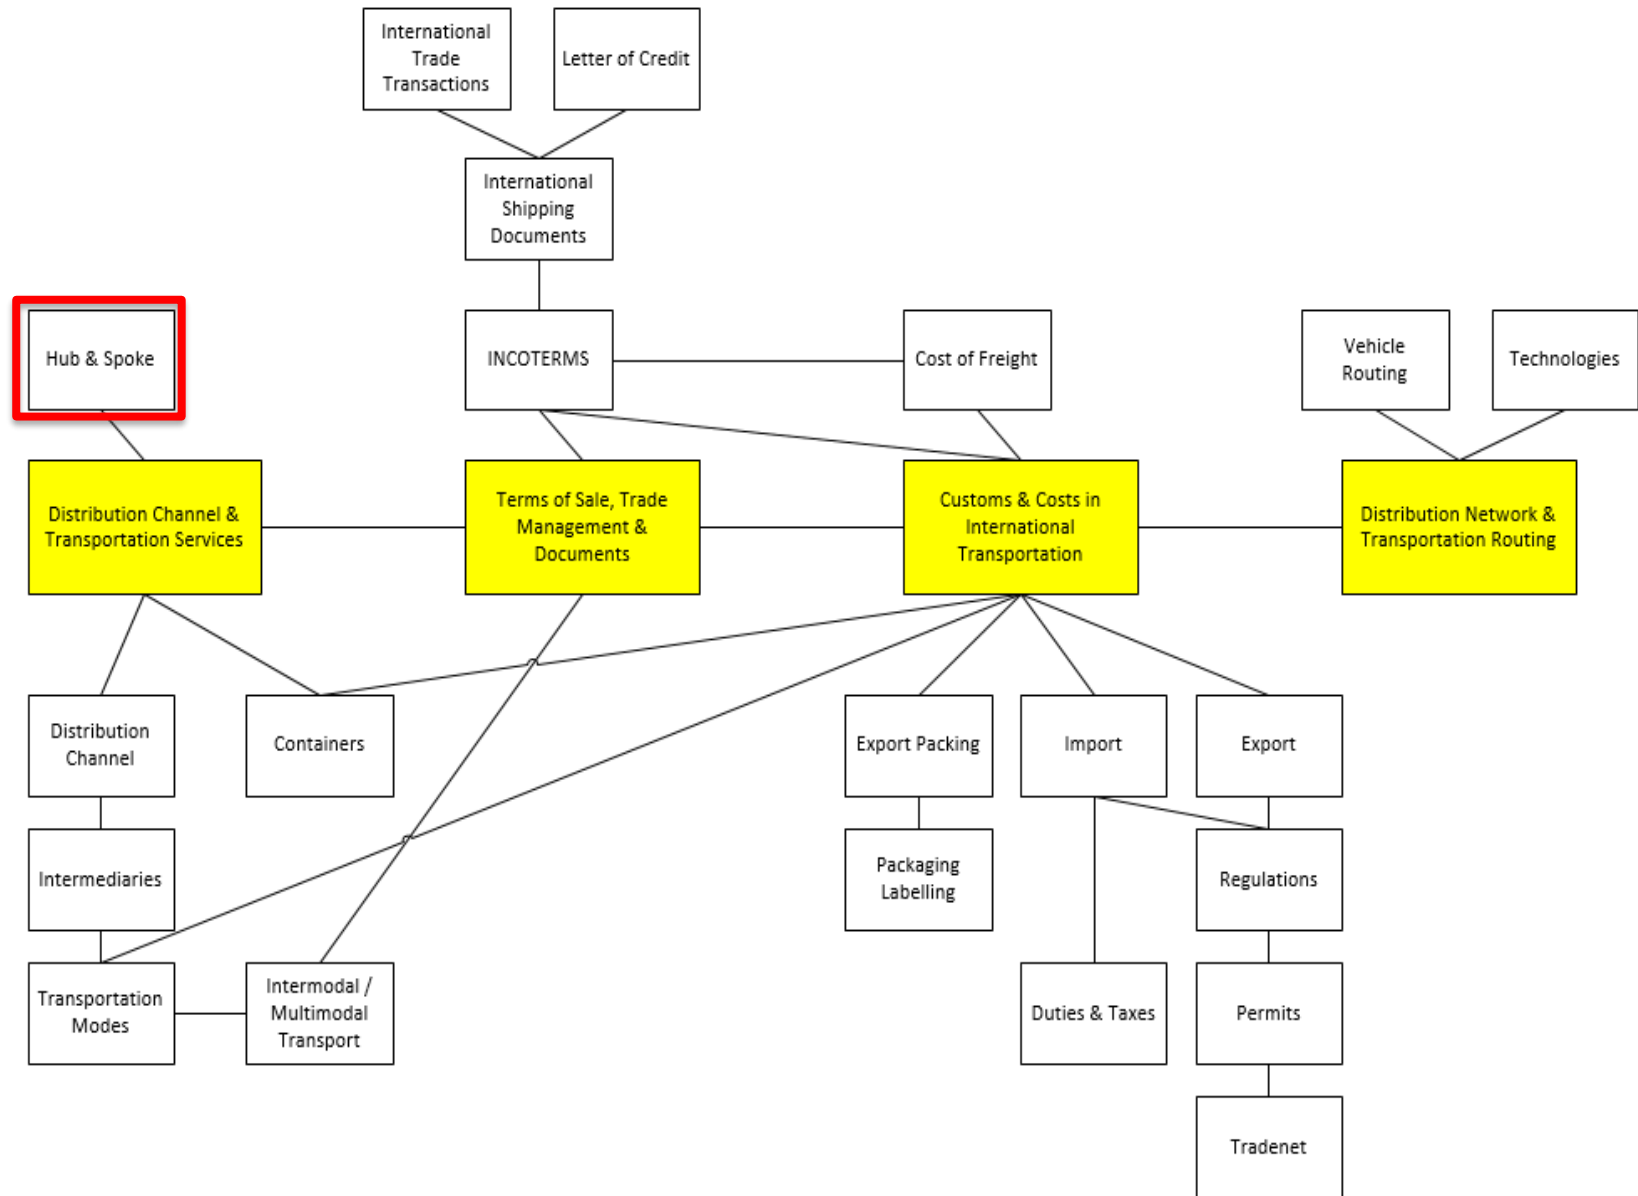 International
Trade
Transactions
Letter of Credit
International
Shipping
Documents
Hub & Spoke
INCOTERMS
Cost of Freight
Vehicle
Routing
Technologies
Distribution Channel &
Transportation Services
Terms of Sale, Trade
Management &
Documents
Customs & Costs in
International
Transportation
Distribution Network &
Transportation Routing
Distribution
Channel
Containers
Export Packing
Import
Export
Intermediaries
Packaging
Labelling
Regulations
Transportation
Modes
Intermodal /
Multimodal
Transport
Duties & Taxes
Permits
Tradenet